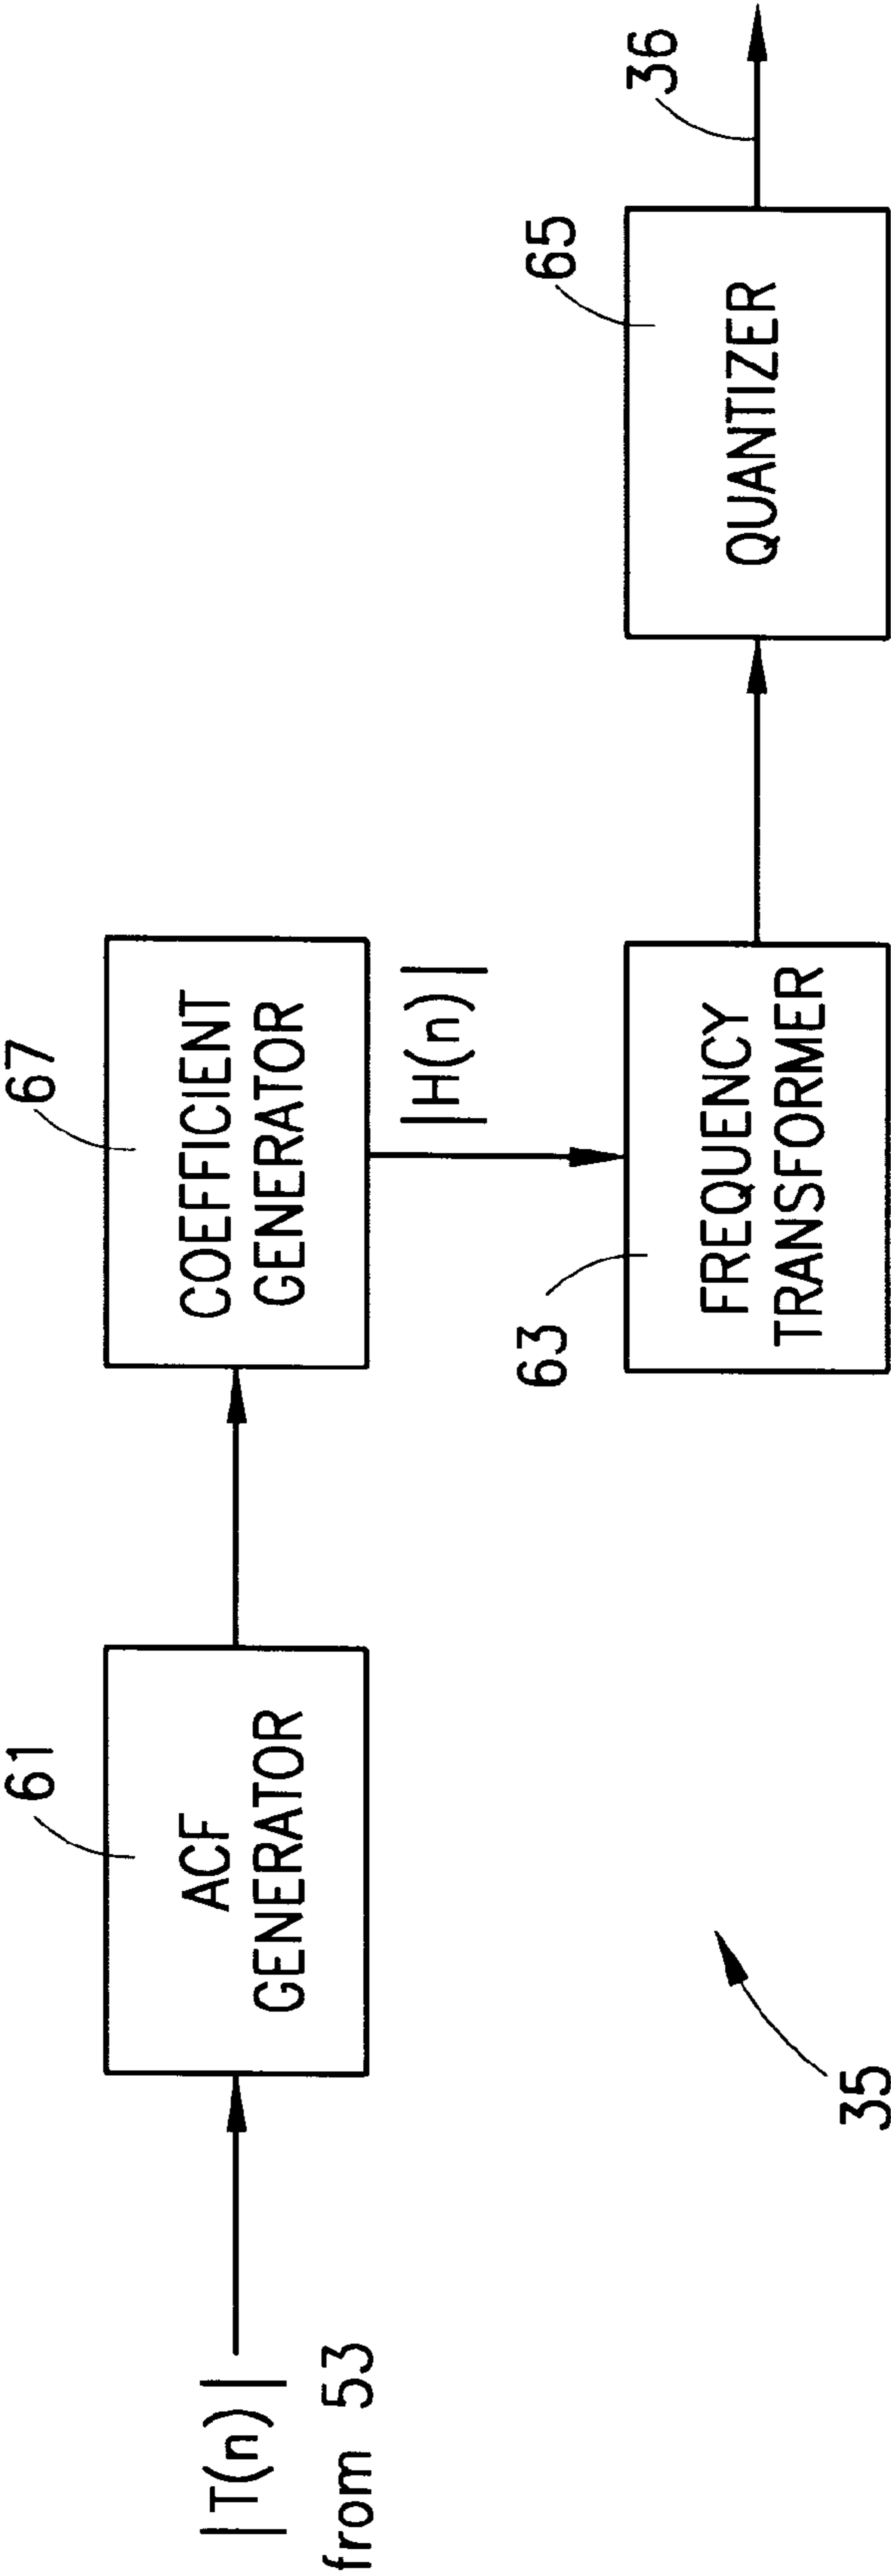 |T(n)|
from 53
61
ACF
GENERATOR
67
COEFFICIENT
GENERATOR
|H(n)|
63
FREQUENCY
TRANSFORMER
65
QUANTIZER
36
35